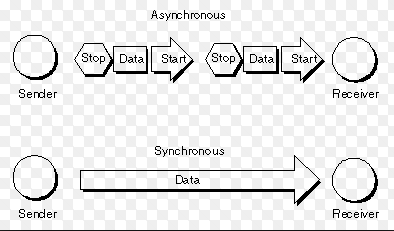 Asynchronous
Stop Data Start Stop Data Start
Sender Receiver
Synchronous
Data
Sender Receiver